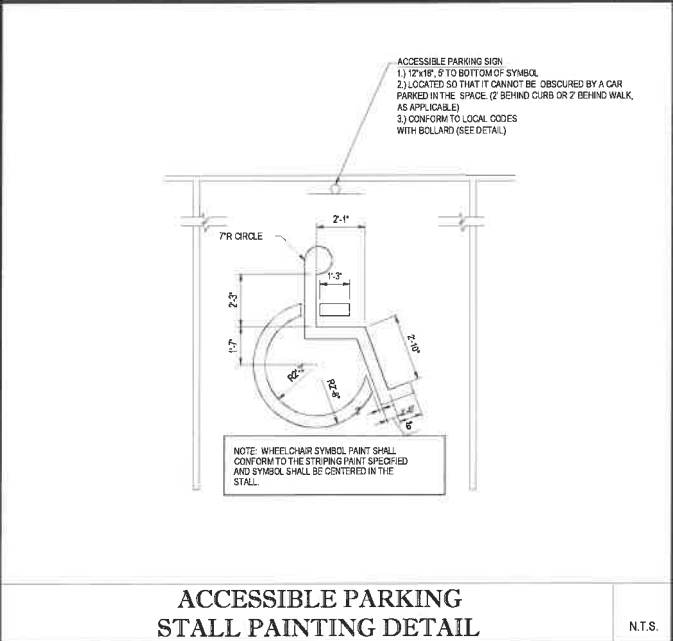 ACCESSIBLE PARKING SIGN
1.) 12"x18", 5' TO BOTTOM OF SYMBOL
2.) LOCATED SO THAT IT CANNOT BE OBSCURED BY A CAR
PARKED IN THE SPACE. (2' BEHIND CURB OR 2' BEHIND WALK,
AS APPLICABLE)
3.) CONFORM TO LOCAL CODES
WITH BOLLARD (SEE DETAIL)
2'-1"
7"R CIRCLE
1'-3"
2'-3"
1'-7"
2'-10"
R2'-8"
6"
NOTE: WHEELCHAIR SYMBOL PAINT SHALL
CONFORM TO THE STRIPING PAINT SPECIFIED
AND SYMBOL SHALL BE CENTERED IN THE
STALL.
ACCESSIBLE PARKING
STALL PAINTING DETAIL
N.T.S.